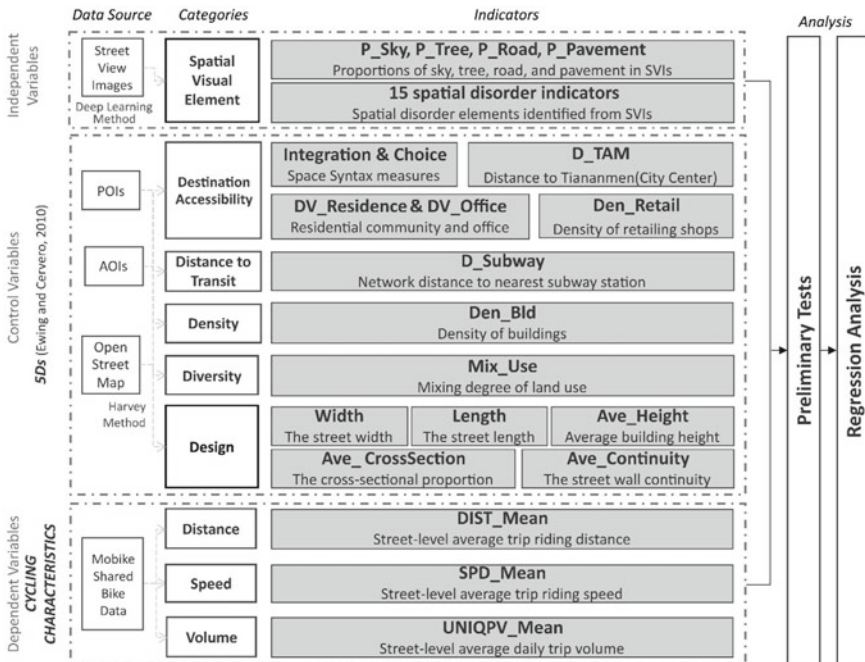 Data Source
Categories
Indicators
Analysis
Independent
Variables
Street
View
Images
Deep Learning
Method
Spatial
Visual
Element
P_Sky, P_Tree, P_Road, P_Pavement
Proportions of sky, tree, road, and pavement in SVIs
15 spatial disorder indicators
Spatial disorder elements identified from SVIs
Control Variables
5Ds (Ewing and Cervero, 2010)
POIs
AOIs
Open
Street
Map
Harvey
Method
Destination
Accessibility
Integration & Choice
Space Syntax measures
D_TAM
Distance to Tiananmen(City Center)
DV_Residence & DV_Office
Residential community and office
Den_Retail
Density of retailing shops
Distance to
Transit
D_Subway
Network distance to nearest subway station
Density
Den_Bld
Density of buildings
Diversity
Mix_Use
Mixing degree of land use
Design
Width
The street width
Length
The street length
Ave_Height
Average building height
Ave_CrossSection
The cross-sectional proportion
Ave_Continuity
The street wall continuity
Dependent Variables
CYCLING
CHARACTERISTICS
Mobike
Shared
Bike
Data
Distance
DIST_Mean
Street-level average trip riding distance
Speed
SPD_Mean
Street-level average trip riding speed
Volume
UNIQPV_Mean
Street-level average daily trip volume
Preliminary Tests
Regression Analysis